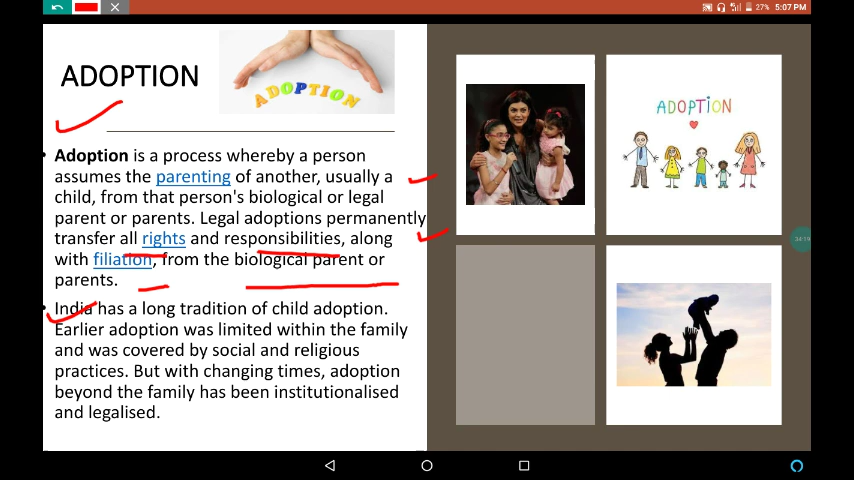 27% 5:07 PM
ADOPTION
ADOPTION
• Adoption is a process whereby a person
assumes the parenting of another, usually a
child, from that person's biological or legal
parent or parents. Legal adoptions permanently
transfer all rights and responsibilities, along
with filiation, from the biological parent or
parents.
• India has a long tradition of child adoption.
Earlier adoption was limited within the family
and was covered by social and religious
practices. But with changing times, adoption
beyond the family has been institutionalised
and legalised.
ADOPTION
34:19